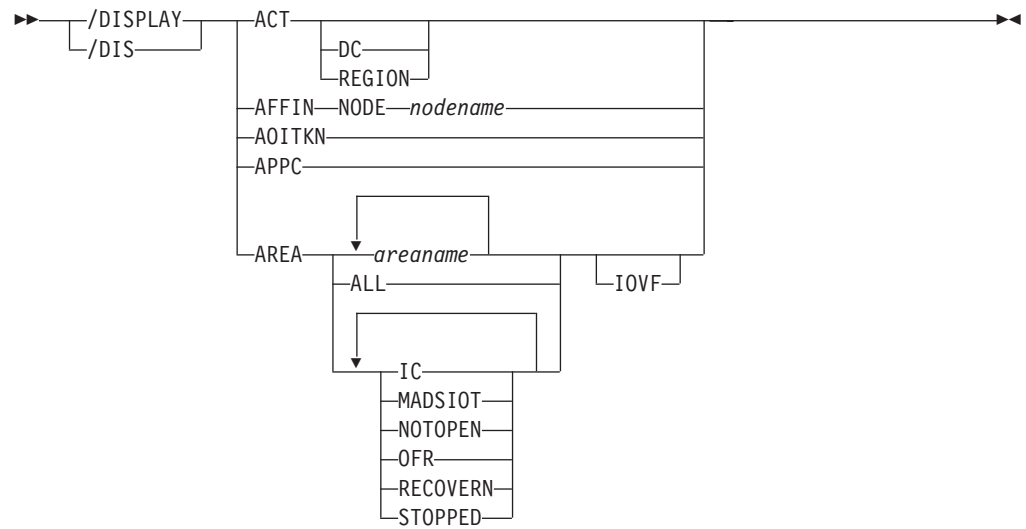 /DISPLAY ACT
/DIS DC
REGION
AFFIN NODE nodename
AOITKN
APPC
AREA areaname
ALL IOVF
IC
MADSIOT
NOTOPEN
OFR
RECOVERN
STOPPED